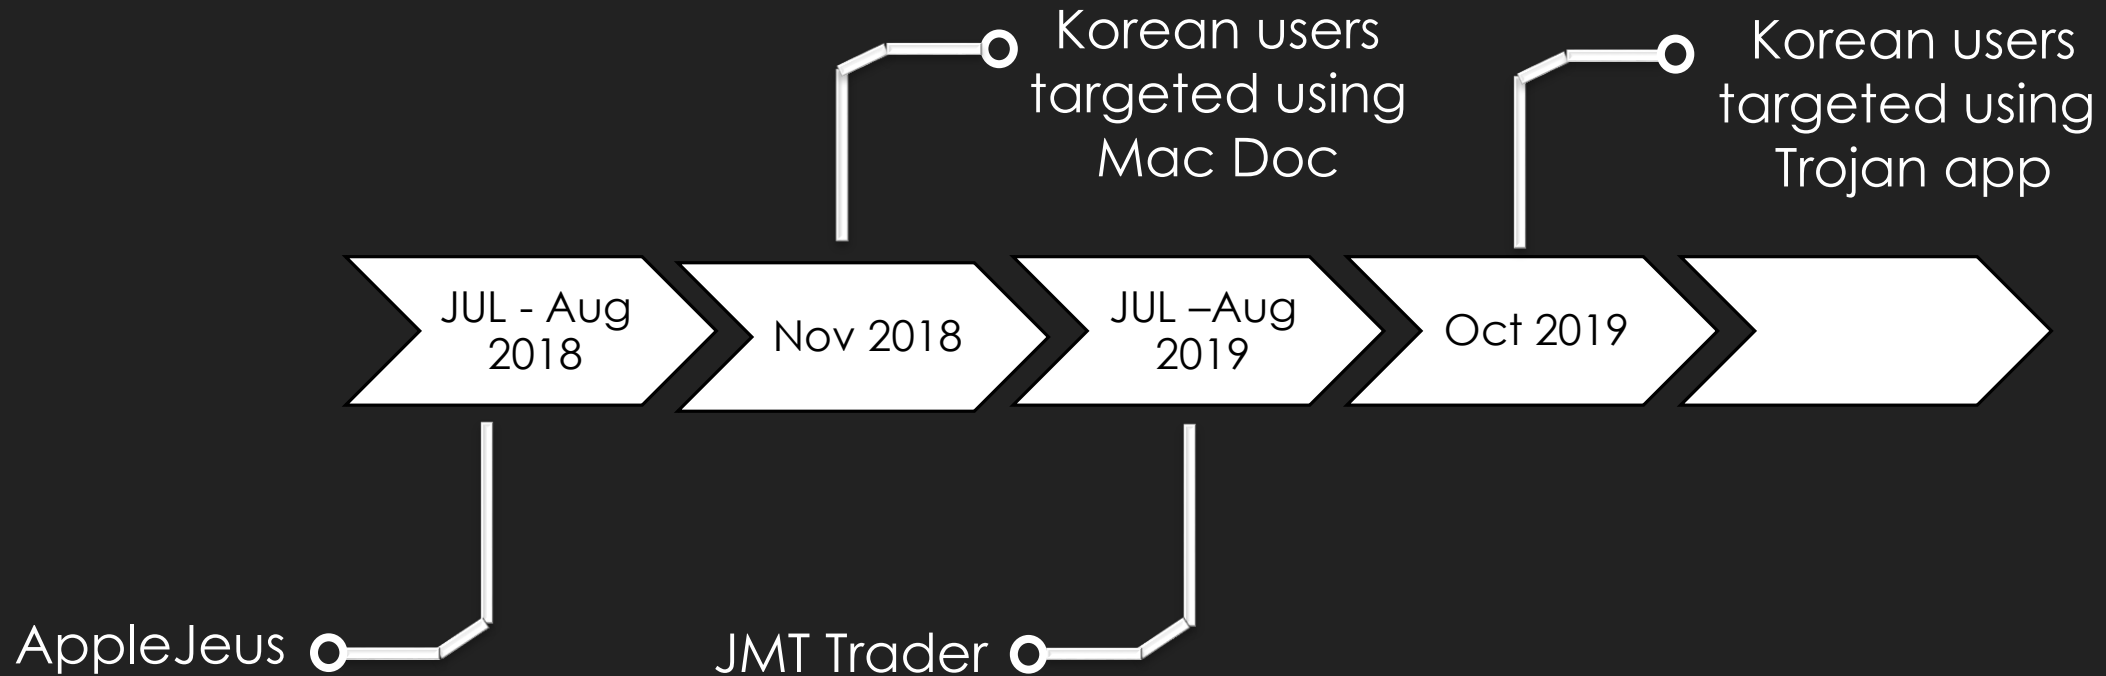 Korean users
targeted using
Mac Doc
Korean users
targeted using
Trojan app
JUL - Aug
2018
Nov 2018
JUL –Aug
2019
Oct 2019
AppleJeus
JMT Trader